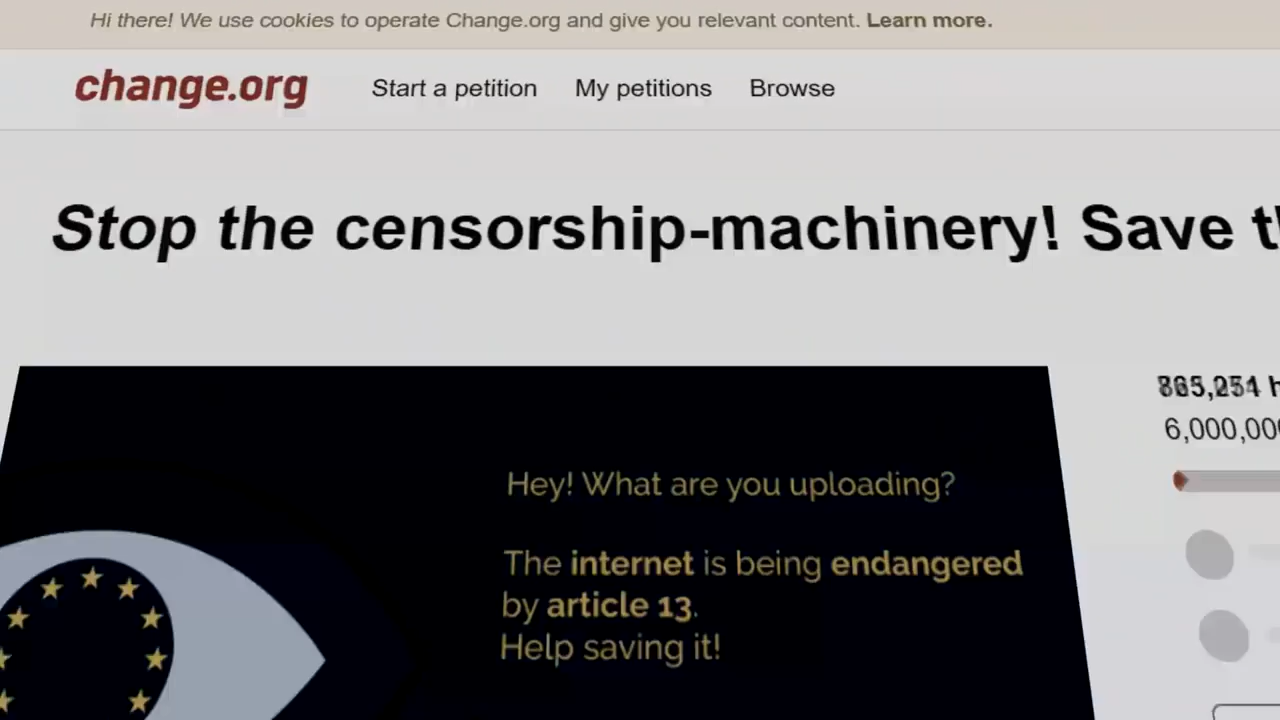 Hi there! We use cookies to operate Change.org and give you relevant content. Learn more.
change.org
Start a petition
My petitions
Browse
Stop the censorship-machinery! Save
Hey! What are you uploading?
The internet is being endangered
by article 13.
Help saving it!